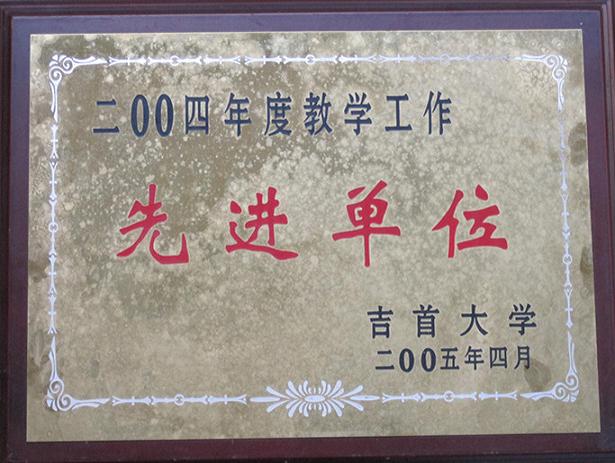 二00四年度教学工作
先进单位
吉首大学
二00五年四月